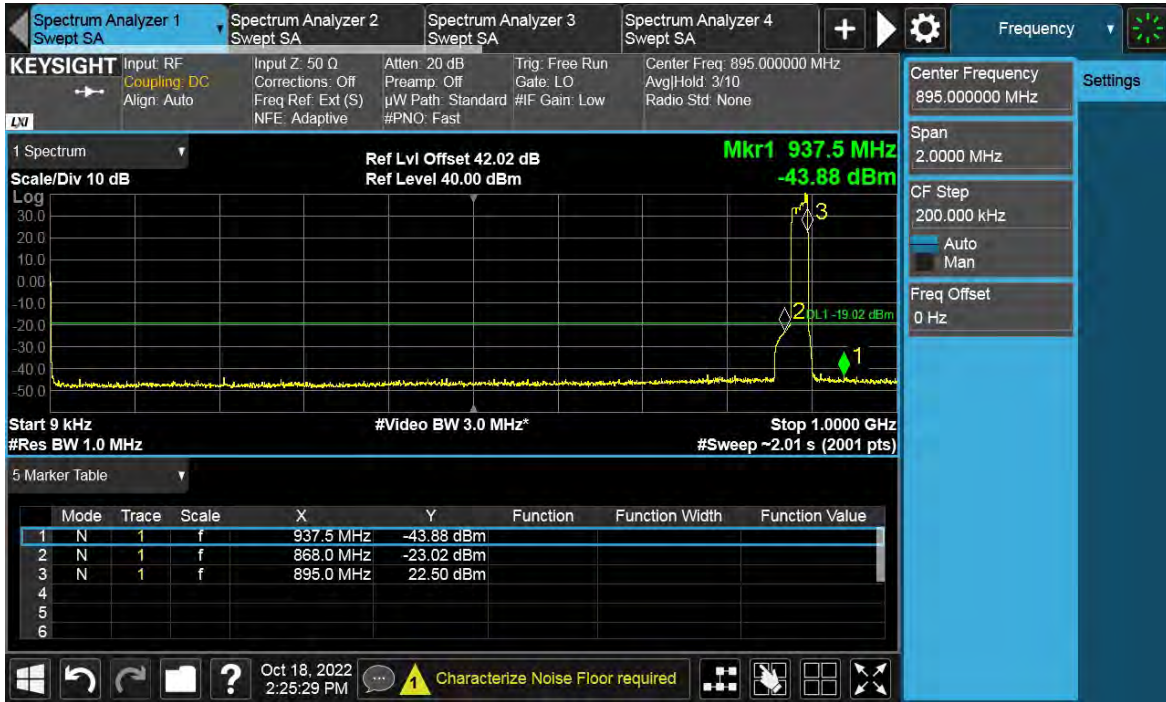 Spectrum Analyzer 1
Swept SA
Spectrum Analyzer 2
Swept SA
Spectrum Analyzer 3
Swept SA
Spectrum Analyzer 4
Swept SA
+
Frequency
KEYSIGHT
LXI
Input: RF
Coupling: DC
Align: Auto
Input Z: 50 Ω
Corrections: Off
Freq Ref: Ext (S)
NFE: Adaptive
Atten: 20 dB
Preamp: Off
µW Path: Standard
#PNO: Fast
Trig: Free Run
Gate: LO
#IF Gain: Low
Center Freq: 895.000000 MHz
Avg|Hold: 3/10
Radio Std: None
1 Spectrum
Scale/Div 10 dB
Ref Lvl Offset 42.02 dB
Ref Level 40.00 dBm
Mkr1 937.5 MHz
-43.88 dBm
Log
30.0
20.0
10.0
0.00
-10.0
-20.0
-30.0
-40.0
-50.0
3
2
DL1 -19.02 dBm
1
Start 9 kHz
#Video BW 3.0 MHz*
Stop 1.0000 GHz
#Res BW 1.0 MHz
#Sweep ~2.01 s (2001 pts)
5 Marker Table
Mode Trace Scale X Y Function Function Width Function Value
1 N 1 f 937.5 MHz -43.88 dBm
2 N 1 f 868.0 MHz -23.02 dBm
3 N 1 f 895.0 MHz 22.50 dBm
4
5
6
?
Oct 18, 2022
2:25:29 PM
1
Characterize Noise Floor required
Center Frequency
895.000000 MHz
Span
2.0000 MHz
CF Step
200.000 kHz
Auto
Man
Freq Offset
0 Hz
Settings